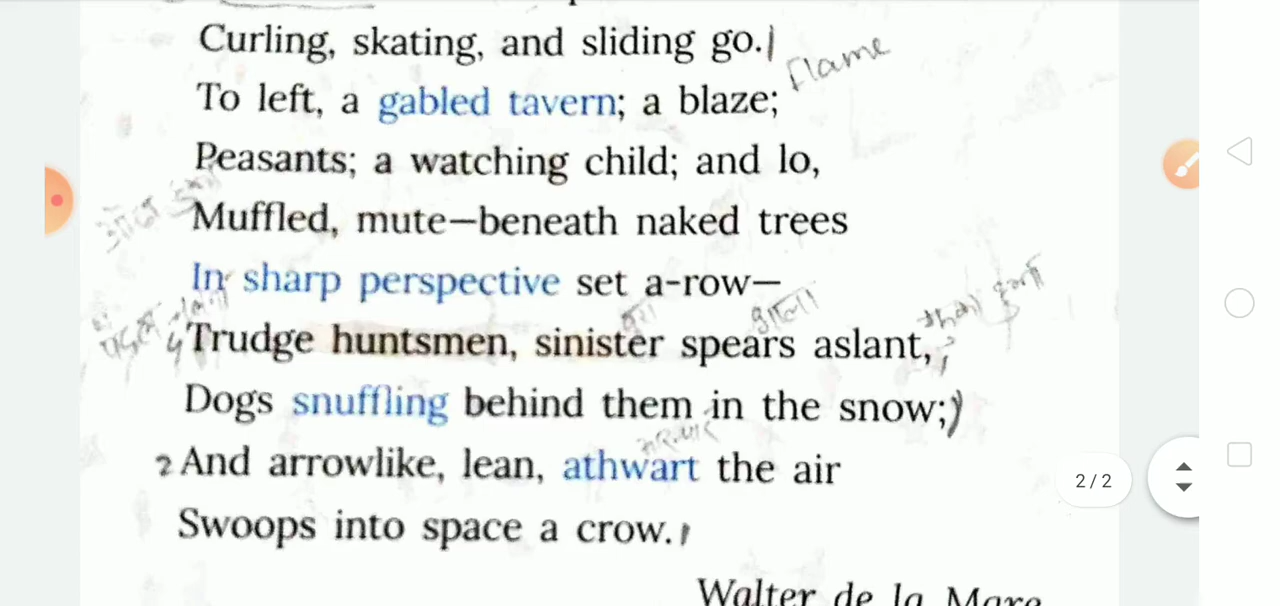 Curling, skating, and sliding go.
flame
To left, a gabled tavern; a blaze;
Peasants; a watching child; and lo,
Muffled, mute—beneath naked trees
In sharp perspective set a-row—
Trudge huntsmen, sinister spears aslant,
Dogs snuffling behind them in the snow;
2 And arrowlike, lean, athwart the air
2/2
Swoops into space a crow.
Walter de la Mare